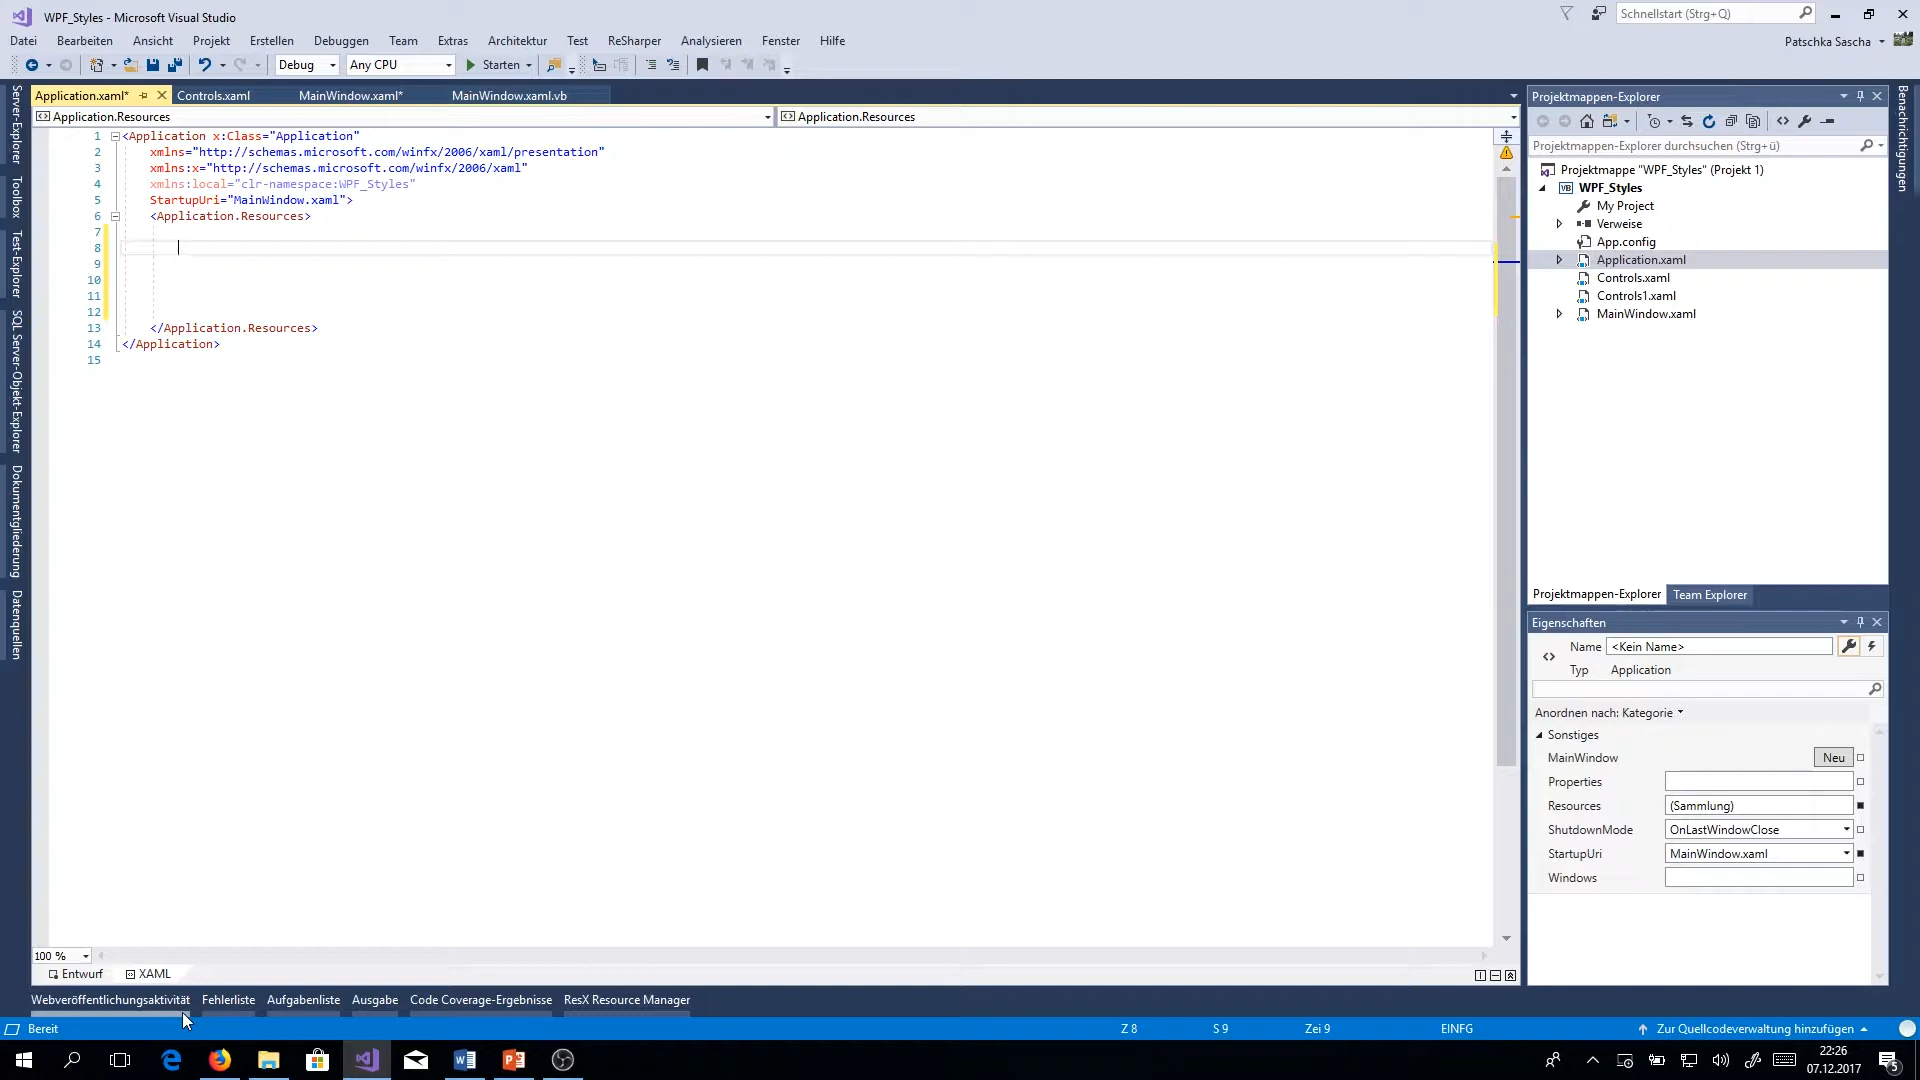 WPF_Styles - Microsoft Visual Studio
Schnellstart (Strg+Q)
Datei Bearbeiten Ansicht Projekt Erstellen Debuggen Team Extras Architektur Test ReSharper Analysieren Fenster Hilfe
Patschka Sascha
Debug Any CPU Starten
Application.xaml* Controls.xaml MainWindow.xaml* MainWindow.xaml.vb
Application.Resources Application.Resources
1 <Application x:Class="Application"
2 xmlns="http://schemas.microsoft.com/winfx/2006/xaml/presentation"
3 xmlns:x="http://schemas.microsoft.com/winfx/2006/xaml"
4 xmlns:local="clr-namespace:WPF_Styles"
5 StartupUri="MainWindow.xaml">
6 <Application.Resources>
7
8
9
10
11
12
13 </Application.Resources>
14 </Application>
15
Server-Explorer
Toolbox
Test-Explorer
SQL Server-Objekt-Explorer
Dokumentgliederung
Datenquellen
100 %
Entwurf XAML
Webveröffentlichungsaktivität Fehlerliste Aufgabenliste Ausgabe Code Coverage-Ergebnisse ResX Resource Manager
Projektmappen-Explorer
Projektmappen-Explorer durchsuchen (Strg+ü)
Projektmappe "WPF_Styles" (Projekt 1)
VB WPF_Styles
My Project
Verweise
App.config
Application.xaml
Controls.xaml
Controls1.xaml
MainWindow.xaml
Projektmappen-Explorer Team Explorer
Eigenschaften
Name <Kein Name>
Typ Application
Anordnen nach: Kategorie
Sonstiges
MainWindow Neu
Properties
Resources (Sammlung)
ShutdownMode OnLastWindowClose
StartupUri MainWindow.xaml
Windows
Benachrichtigungen
Bereit Z 8 S 9 Zei 9 EINFG Zur Quellcodeverwaltung hinzufügen
22:26
07.12.2017
5